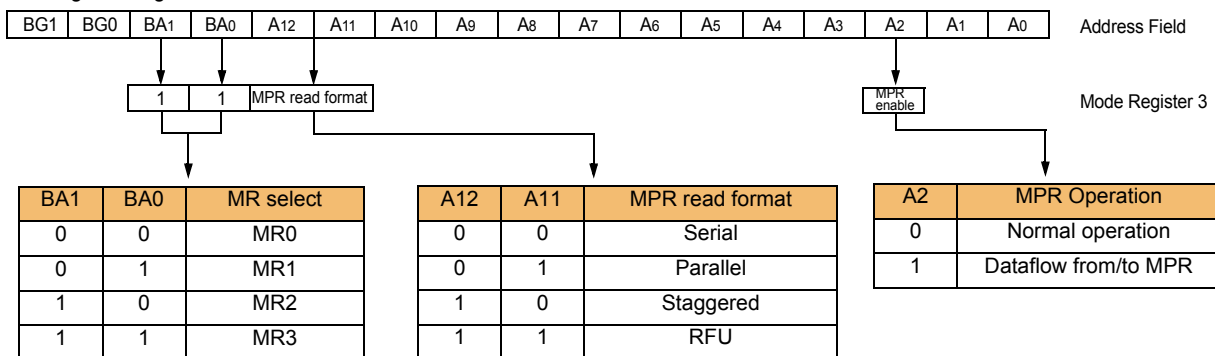 BG1 BG0 BA1 BA0 A12 A11 A10 A9 A8 A7 A6 A5 A4 A3 A2 A1 A0 Address Field
1 1 MPR read format MPR enable Mode Register 3
BA1 BA0 MR select
0 0 MR0
0 1 MR1
1 0 MR2
1 1 MR3
A12 A11 MPR read format
0 0 Serial
0 1 Parallel
1 0 Staggered
1 1 RFU
A2 MPR Operation
0 Normal operation
1 Dataflow from/to MPR